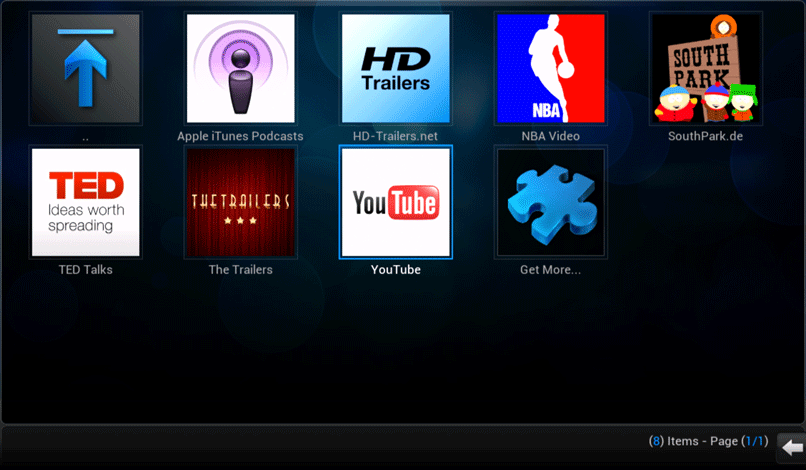 HD
Trailers
NBA
SOUTH
PARK
..
Apple iTunes Podcasts
HD-Trailers.net
NBA Video
SouthPark.de
TED
Ideas worth
spreading
THETRAILERS
YouTube
TED Talks
The Trailers
YouTube
Get More...
(8) Items - Page (1/1)